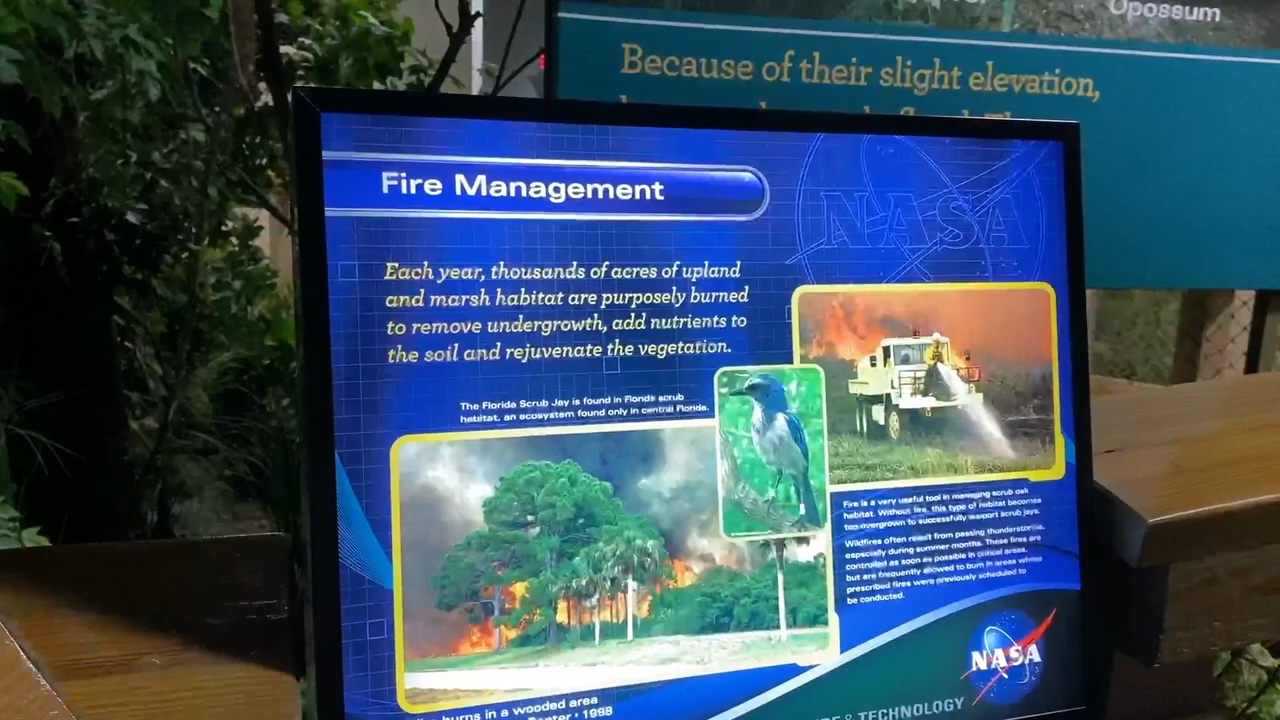 Opossum
Because of their slight elevation,
Fire Management
NASA
Each year, thousands of acres of upland
and marsh habitat are purposely burned
to remove undergrowth, add nutrients to
the soil and rejuvenate the vegetation.
The Florida Scrub Jay is found in Florida scrub
habitat, an ecosystem found only in central Florida.
Fire is a very useful tool in managing scrub oak
habitat. Without fire, this type of habitat becomes
too overgrown to successfully support scrub jays.
Wildfires often result from passing thunderstorms,
especially during summer months. These fires are
controlled as soon as possible in critical areas,
but are frequently allowed to burn in areas where
prescribed fires were previously scheduled to
be conducted.
NASA
burns in a wooded area
Center • 1998
& TECHNOLOGY